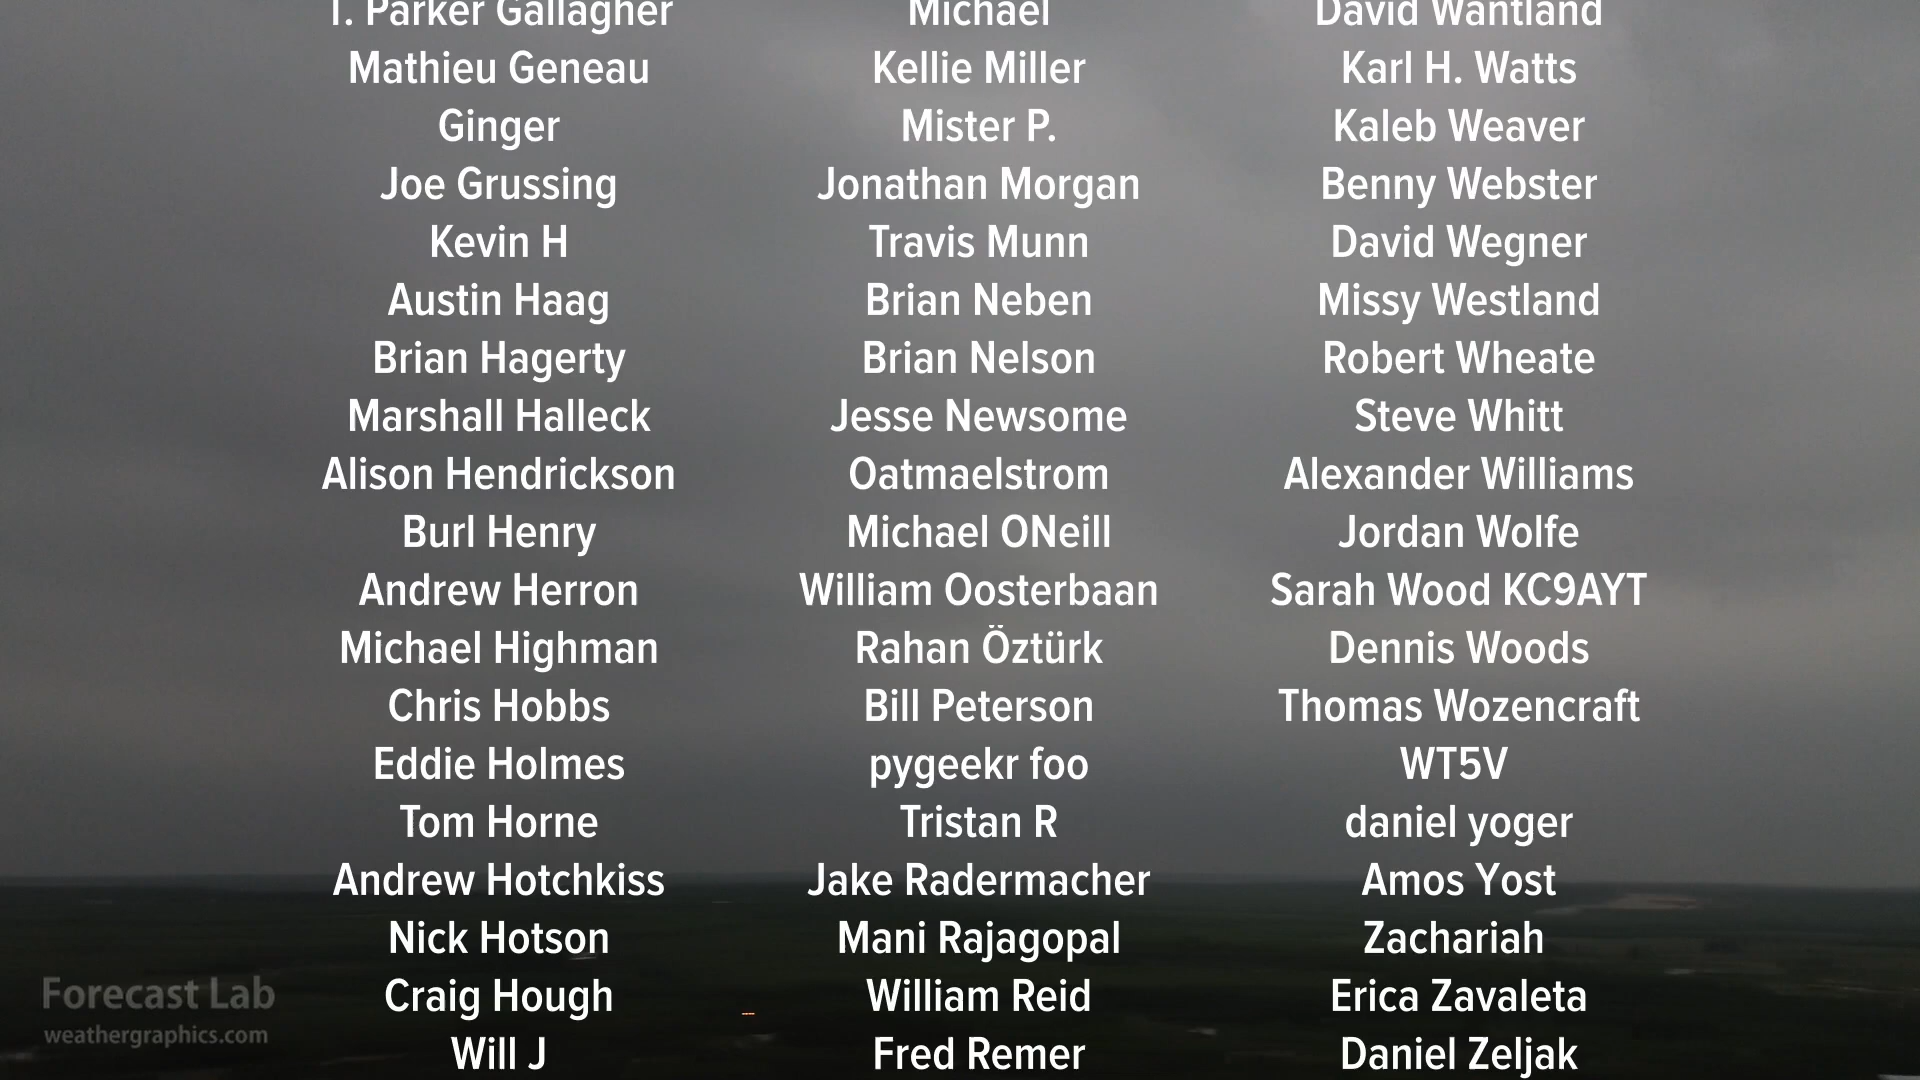 T. Parker Gallagher
Mathieu Geneau
Ginger
Joe Grussing
Kevin H
Austin Haag
Brian Hagerty
Marshall Halleck
Alison Hendrickson
Burl Henry
Andrew Herron
Michael Highman
Chris Hobbs
Eddie Holmes
Tom Horne
Andrew Hotchkiss
Nick Hotson
Craig Hough
Will J
Michael
Kellie Miller
Mister P.
Jonathan Morgan
Travis Munn
Brian Neben
Brian Nelson
Jesse Newsome
Oatmaelstrom
Michael ONeill
William Oosterbaan
Rahan Öztürk
Bill Peterson
pygeekr foo
Tristan R
Jake Radermacher
Mani Rajagopal
William Reid
Fred Remer
David Wantland
Karl H. Watts
Kaleb Weaver
Benny Webster
David Wegner
Missy Westland
Robert Wheate
Steve Whitt
Alexander Williams
Jordan Wolfe
Sarah Wood KC9AYT
Dennis Woods
Thomas Wozencraft
WT5V
daniel yoger
Amos Yost
Zachariah
Erica Zavaleta
Daniel Zeljak
Forecast Lab
weathergraphics.com